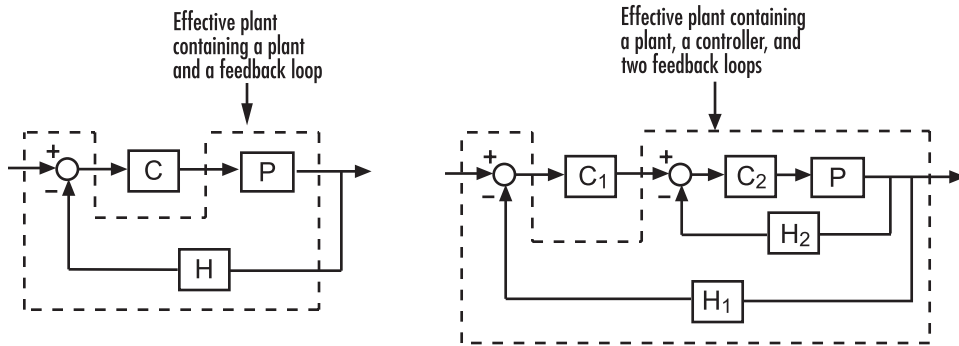 Effective plant
containing a plant
and a feedback loop
+
−
C
P
H
Effective plant containing
a plant, a controller, and
two feedback loops
+
−
C₁
+
−
C₂
P
H₂
H₁